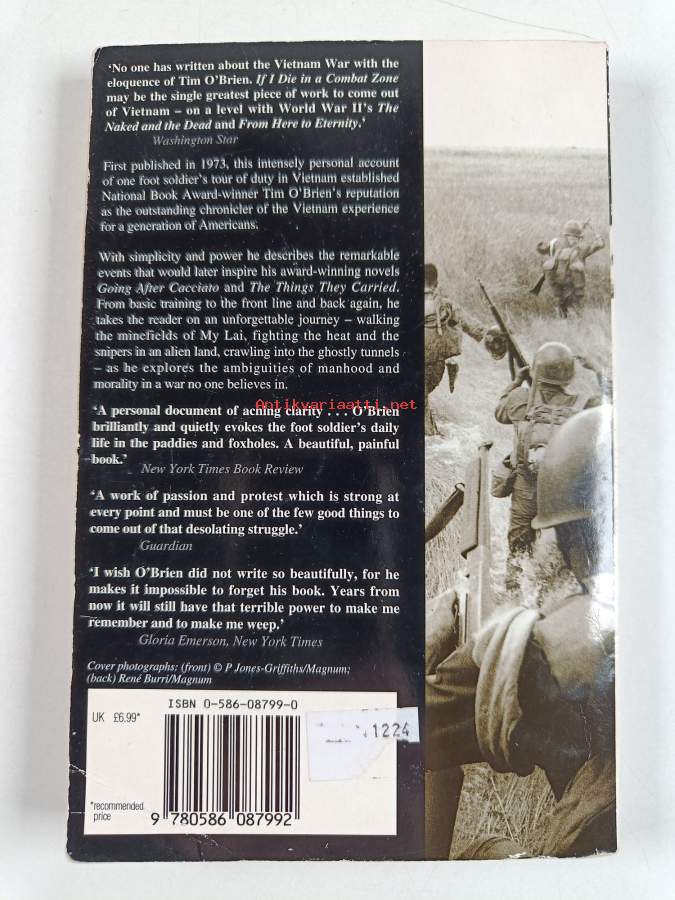 ‘No one has written about the Vietnam War with the
eloquence of Tim O’Brien. If I Die in a Combat Zone
may be the single greatest piece of work to come out
of Vietnam – on a level with World War II’s The
Naked and the Dead and From Here to Eternity.’
Washington Star
First published in 1973, this intensely personal account
of one foot soldier’s tour of duty in Vietnam established
National Book Award-winner Tim O’Brien’s reputation
as the outstanding chronicler of the Vietnam experience
for a generation of Americans.
With simplicity and power he describes the remarkable
events that would later inspire his award-winning novels
Going After Cacciato and The Things They Carried.
From basic training to the front line and back again, he
takes the reader on an unforgettable journey – walking
the minefields of My Lai, fighting the heat and the
snipers in an alien land, crawling into the ghostly tunnels
– as he explores the ambiguities of manhood and
morality in a war no one believes in.
Antikvariaatti.net
‘A personal document of aching clarity . . . O’Brien
brilliantly and quietly evokes the foot soldier’s daily
life in the paddies and foxholes. A beautiful, painful
book.’
New York Times Book Review
‘A work of passion and protest which is strong at
every point and must be one of the few good things to
come out of that desolating struggle.’
Guardian
‘I wish O’Brien did not write so beautifully, for he
makes it impossible to forget his book. Years from
now it will still have that terrible power to make me
remember and to make me weep.’
Gloria Emerson, New York Times
Cover photographs: (front) © P Jones-Griffiths/Magnum;
(back) René Burri/Magnum
ISBN 0-586-08799-0
UK £6.99*
1224
*recommended
price
9 780586 087992